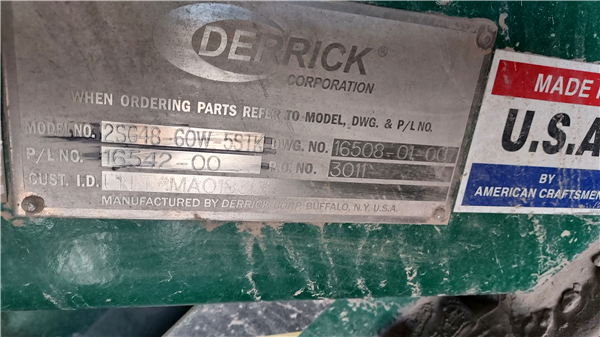 DERRICK®
CORPORATION
WHEN ORDERING PARTS REFER TO MODEL, DWG. & P/L NO.
MODEL NO. 2SG48-60W-5STK DWG. NO. 16508-01-00
P/L NO. 16542-00 P.O. NO. 3011
CUST. I.D. MAO1
MANUFACTURED BY DERRICK CORP. BUFFALO, N.Y. U.S.A.
MADE
U.S.A
BY
AMERICAN CRAFTSMEN